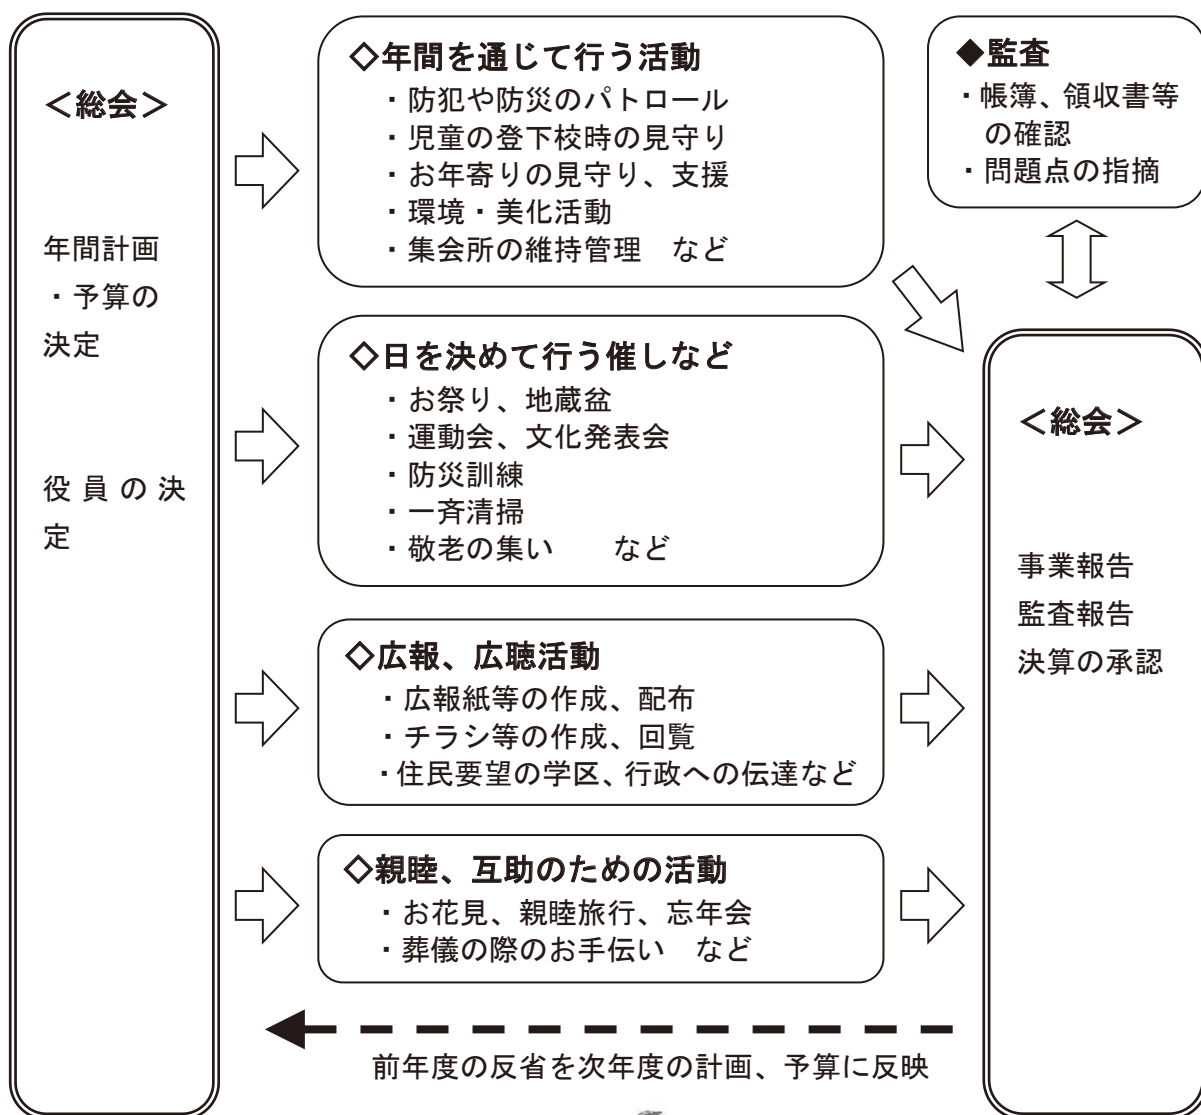 ＜総会＞
年間計画
・予算の
決定
役員の決
定
◇年間を通じて行う活動
・防犯や防災のパトロール
・児童の登下校時の見守り
・お年寄りの見守り、支援
・環境・美化活動
・集会所の維持管理　など
◇日を決めて行う催しなど
・お祭り、地蔵盆
・運動会、文化発表会
・防災訓練
・一斉清掃
・敬老の集い　　など
◇広報、広聴活動
・広報紙等の作成、配布
・チラシ等の作成、回覧
・住民要望の学区、行政への伝達など
◇親睦、互助のための活動
・お花見、親睦旅行、忘年会
・葬儀の際のお手伝い　など
◆監査
・帳簿、領収書等
の確認
・問題点の指摘
＜総会＞
事業報告
監査報告
決算の承認
前年度の反省を次年度の計画、予算に反映